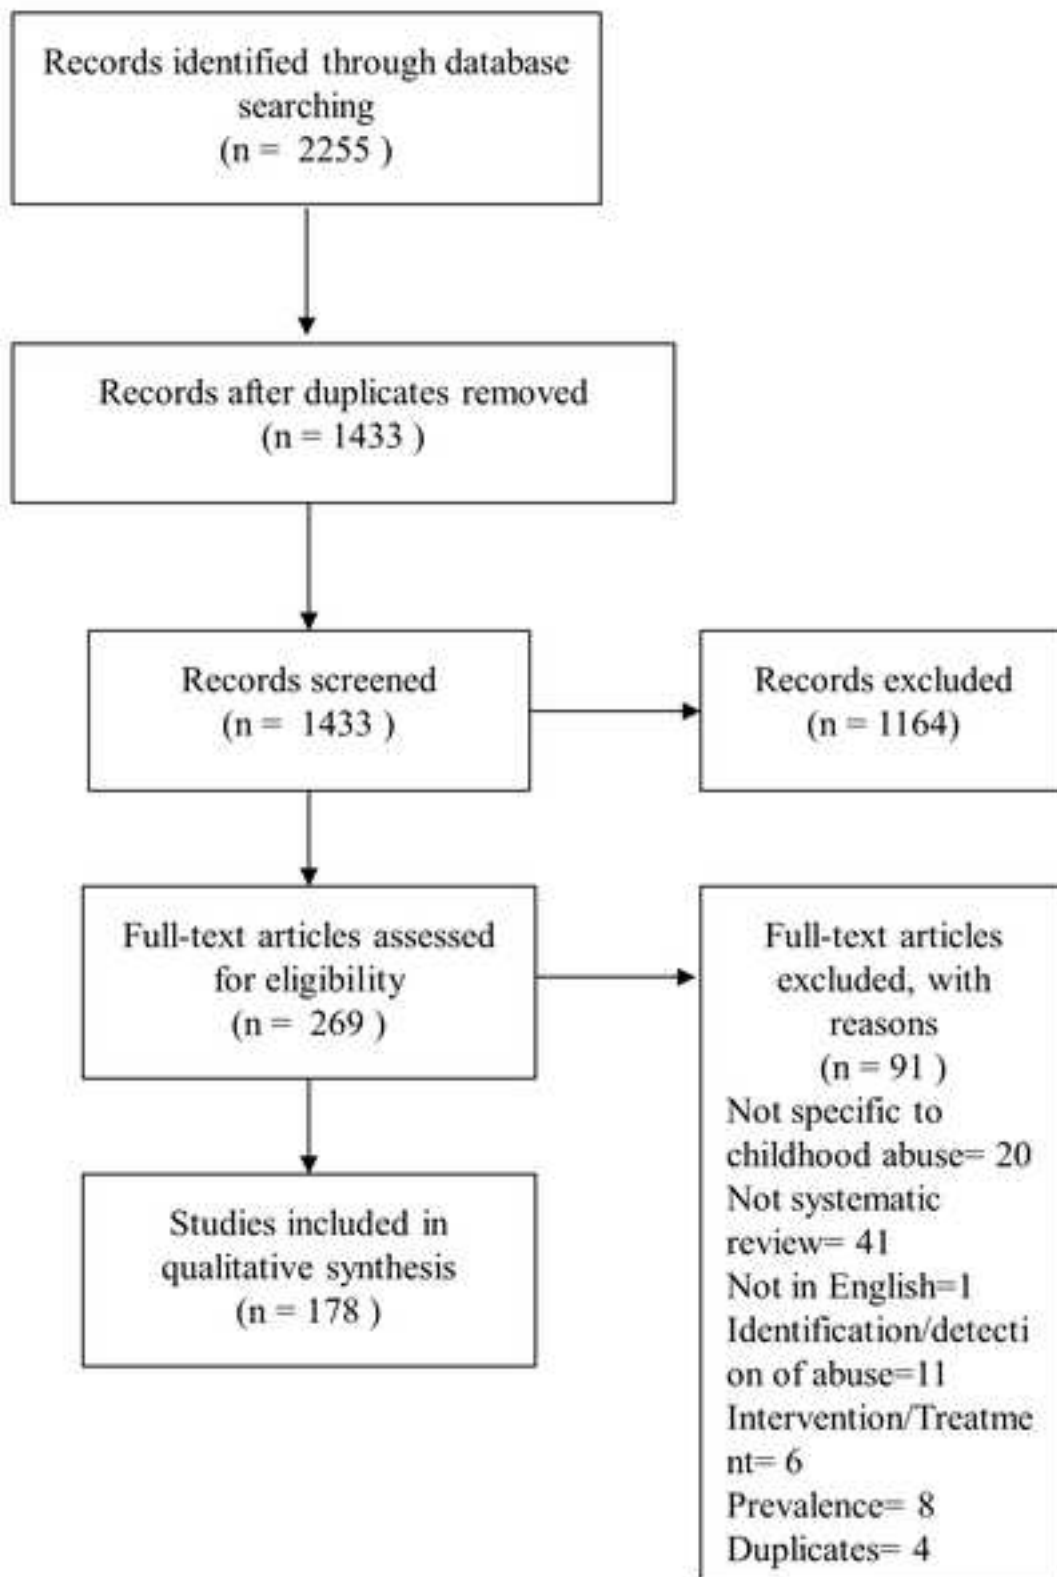 Records identified through database
searching
(n = 2255 )
Records after duplicates removed
(n = 1433 )
Records screened
(n = 1433 )
Records excluded
(n = 1164)
Full-text articles assessed
for eligibility
(n = 269 )
Full-text articles
excluded, with
reasons
(n = 91 )
Not specific to
childhood abuse= 20
Not systematic
review= 41
Not in English=1
Identification/detecti
on of abuse=11
Intervention/Treatme
nt= 6
Prevalence= 8
Duplicates= 4
Studies included in
qualitative synthesis
(n = 178 )